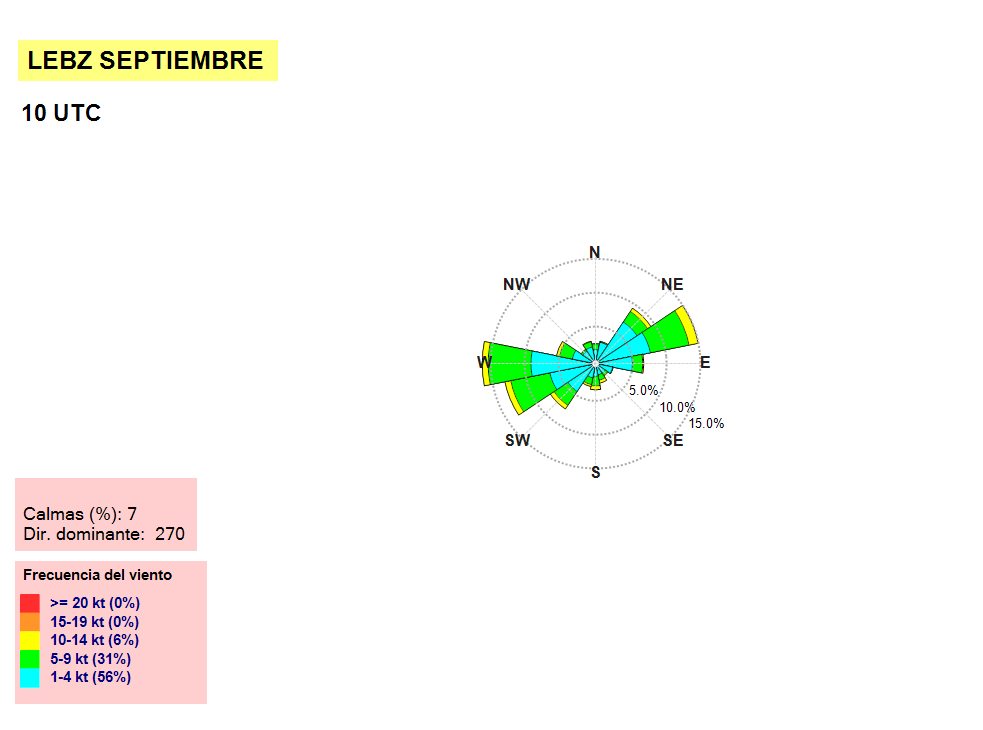 LEBZ SEPTIEMBRE
10 UTC
N
NW
NE
W
E
5.0%
10.0%
15.0%
SW
SE
S
Calmas (%): 7
Dir. dominante:  270
Frecuencia del viento
>= 20 kt (0%)
15-19 kt (0%)
10-14 kt (6%)
5-9 kt (31%)
1-4 kt (56%)